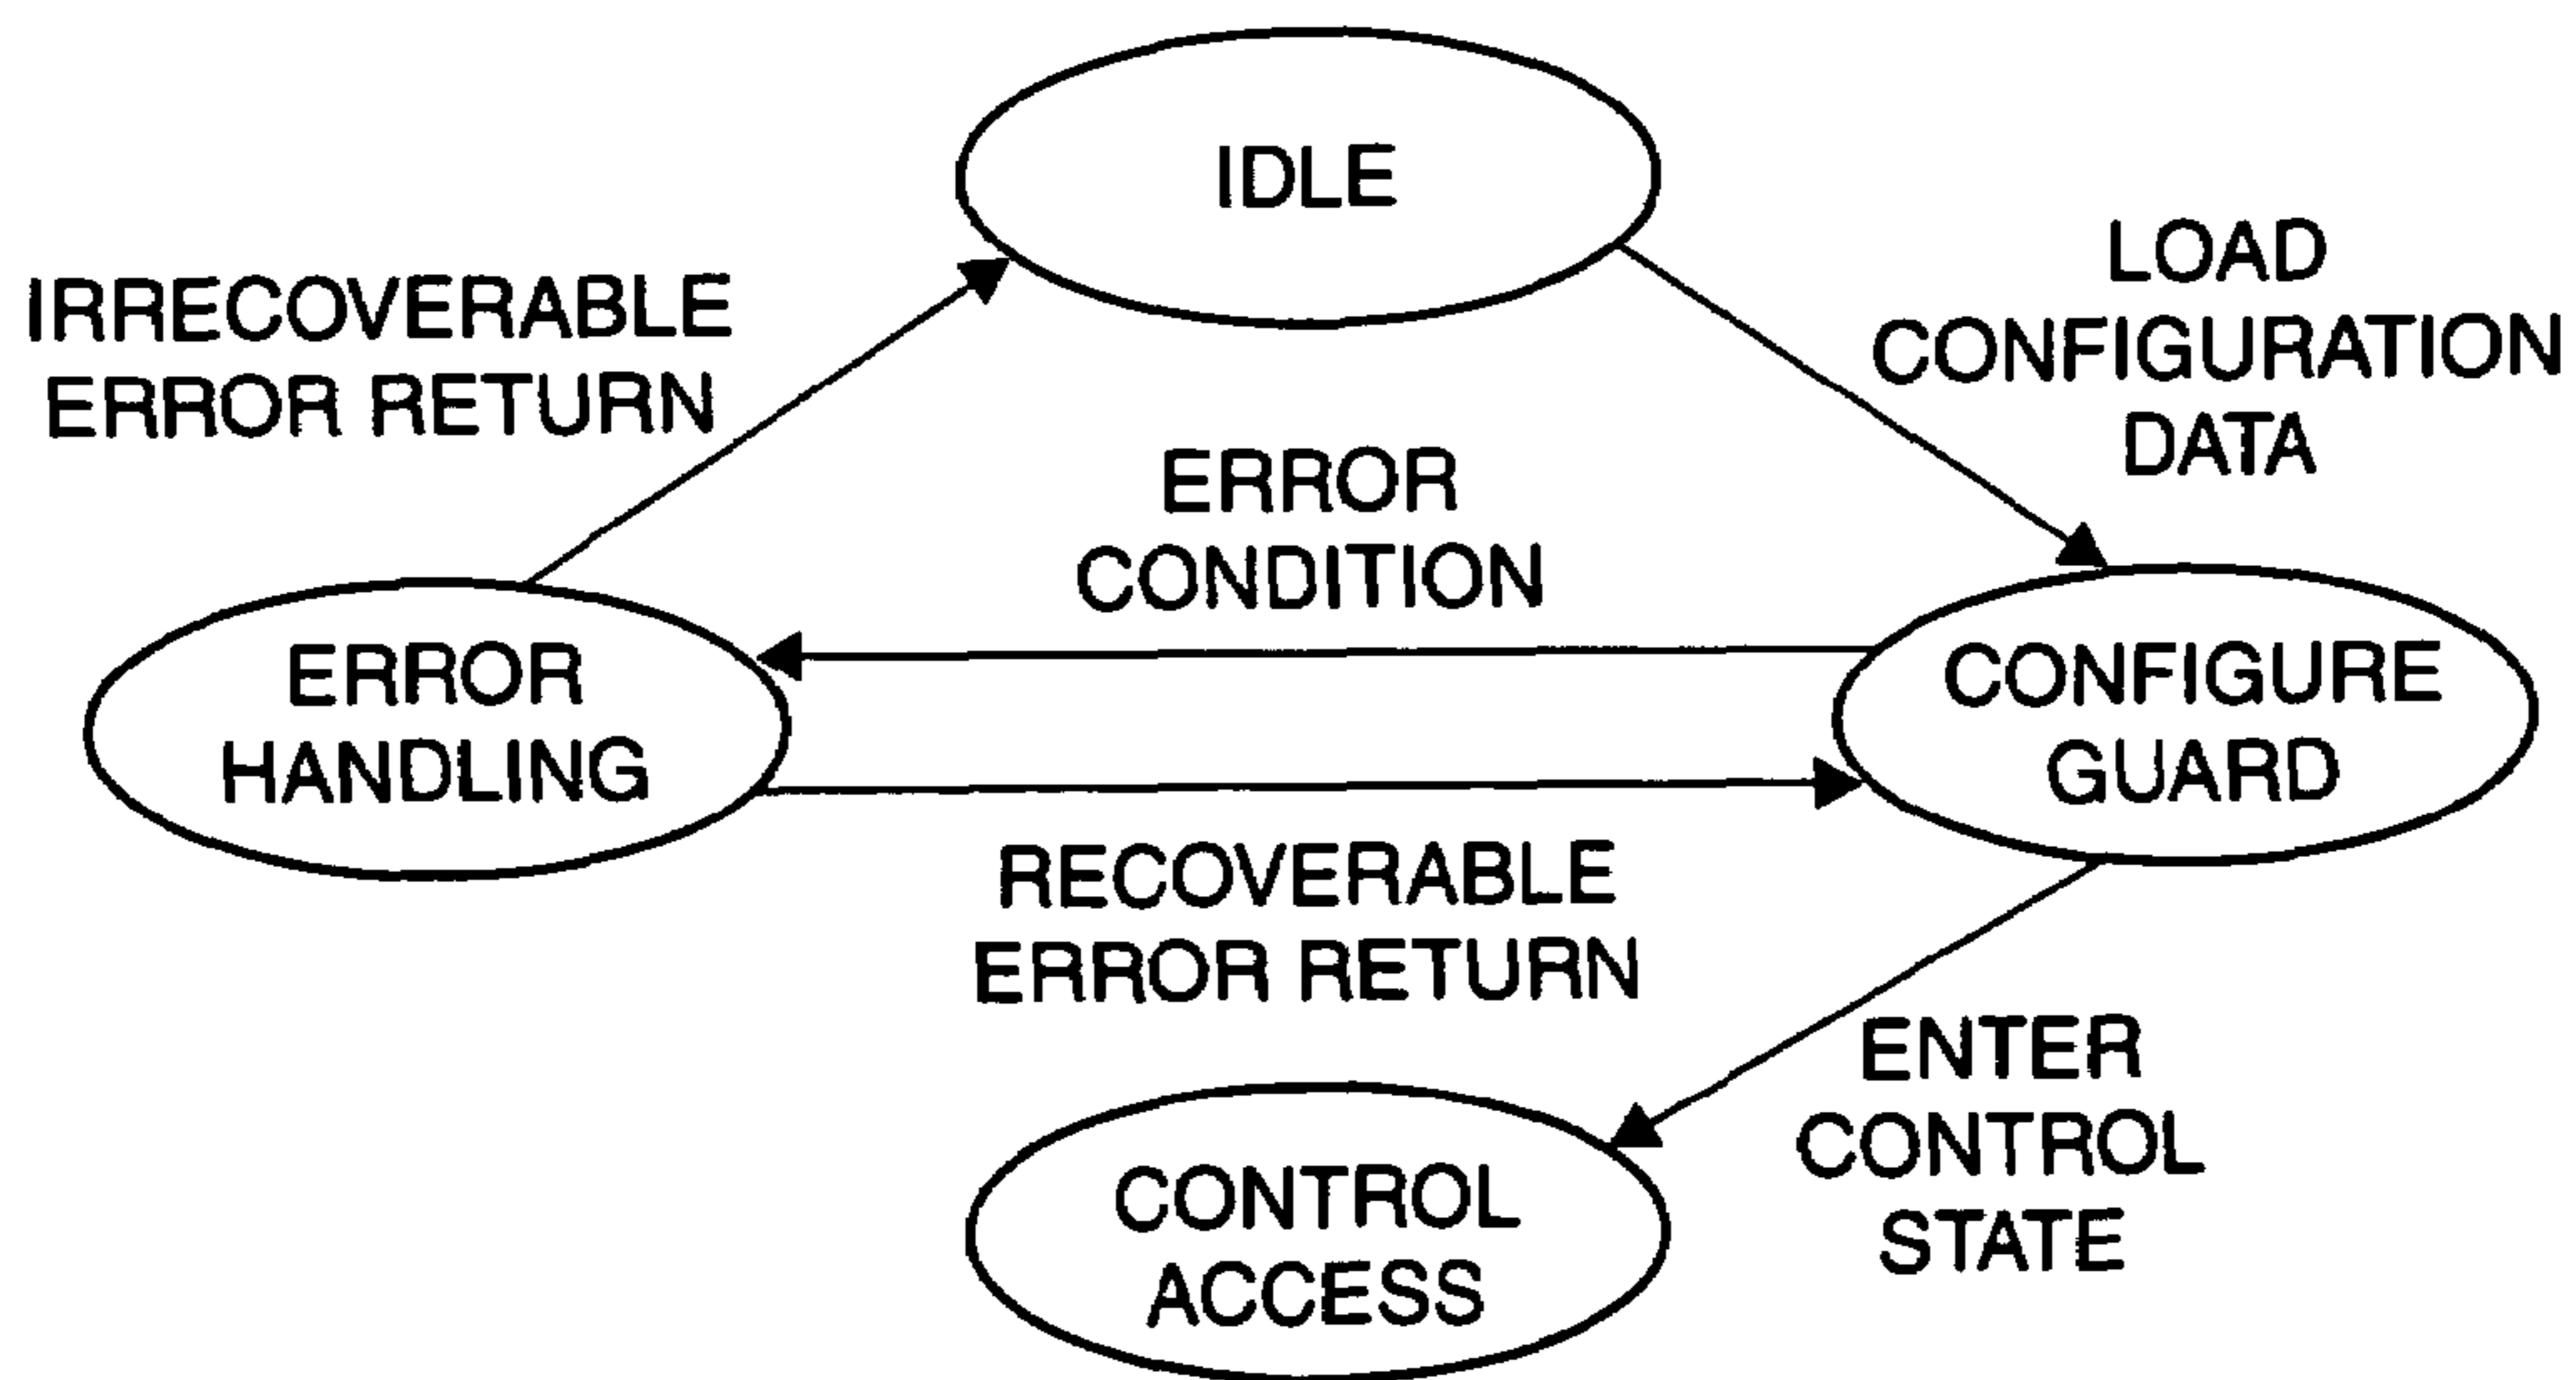 IDLE
IRRECOVERABLE
ERROR RETURN
LOAD
CONFIGURATION
DATA
ERROR
CONDITION
ERROR
HANDLING
CONFIGURE
GUARD
RECOVERABLE
ERROR RETURN
ENTER
CONTROL
STATE
CONTROL
ACCESS